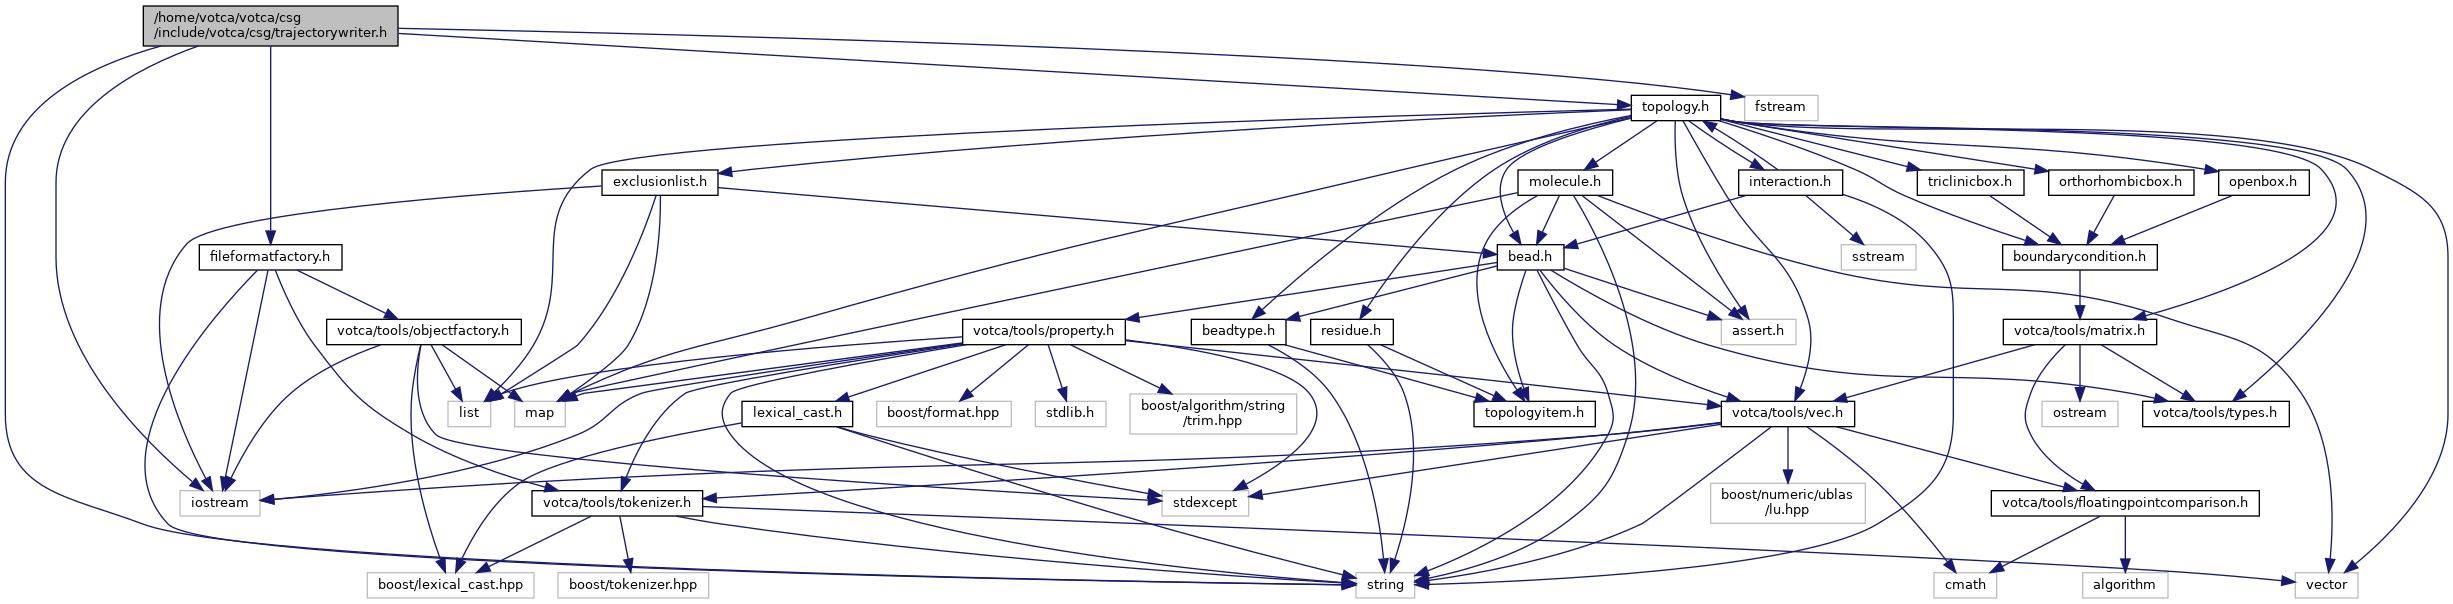 /home/votca/votca/csg
/include/votca/csg/trajectorywriter.h
topology.h
fstream
exclusionlist.h
molecule.h
interaction.h
triclinicbox.h
orthorhombicbox.h
openbox.h
fileformatfactory.h
bead.h
sstream
boundarycondition.h
votca/tools/objectfactory.h
votca/tools/property.h
beadtype.h
residue.h
assert.h
votca/tools/matrix.h
list
map
lexical_cast.h
boost/format.hpp
stdlib.h
boost/algorithm/string
/trim.hpp
topologyitem.h
votca/tools/vec.h
ostream
votca/tools/types.h
iostream
votca/tools/tokenizer.h
stdexcept
boost/numeric/ublas
/lu.hpp
votca/tools/floatingpointcomparison.h
boost/lexical_cast.hpp
boost/tokenizer.hpp
string
cmath
algorithm
vector